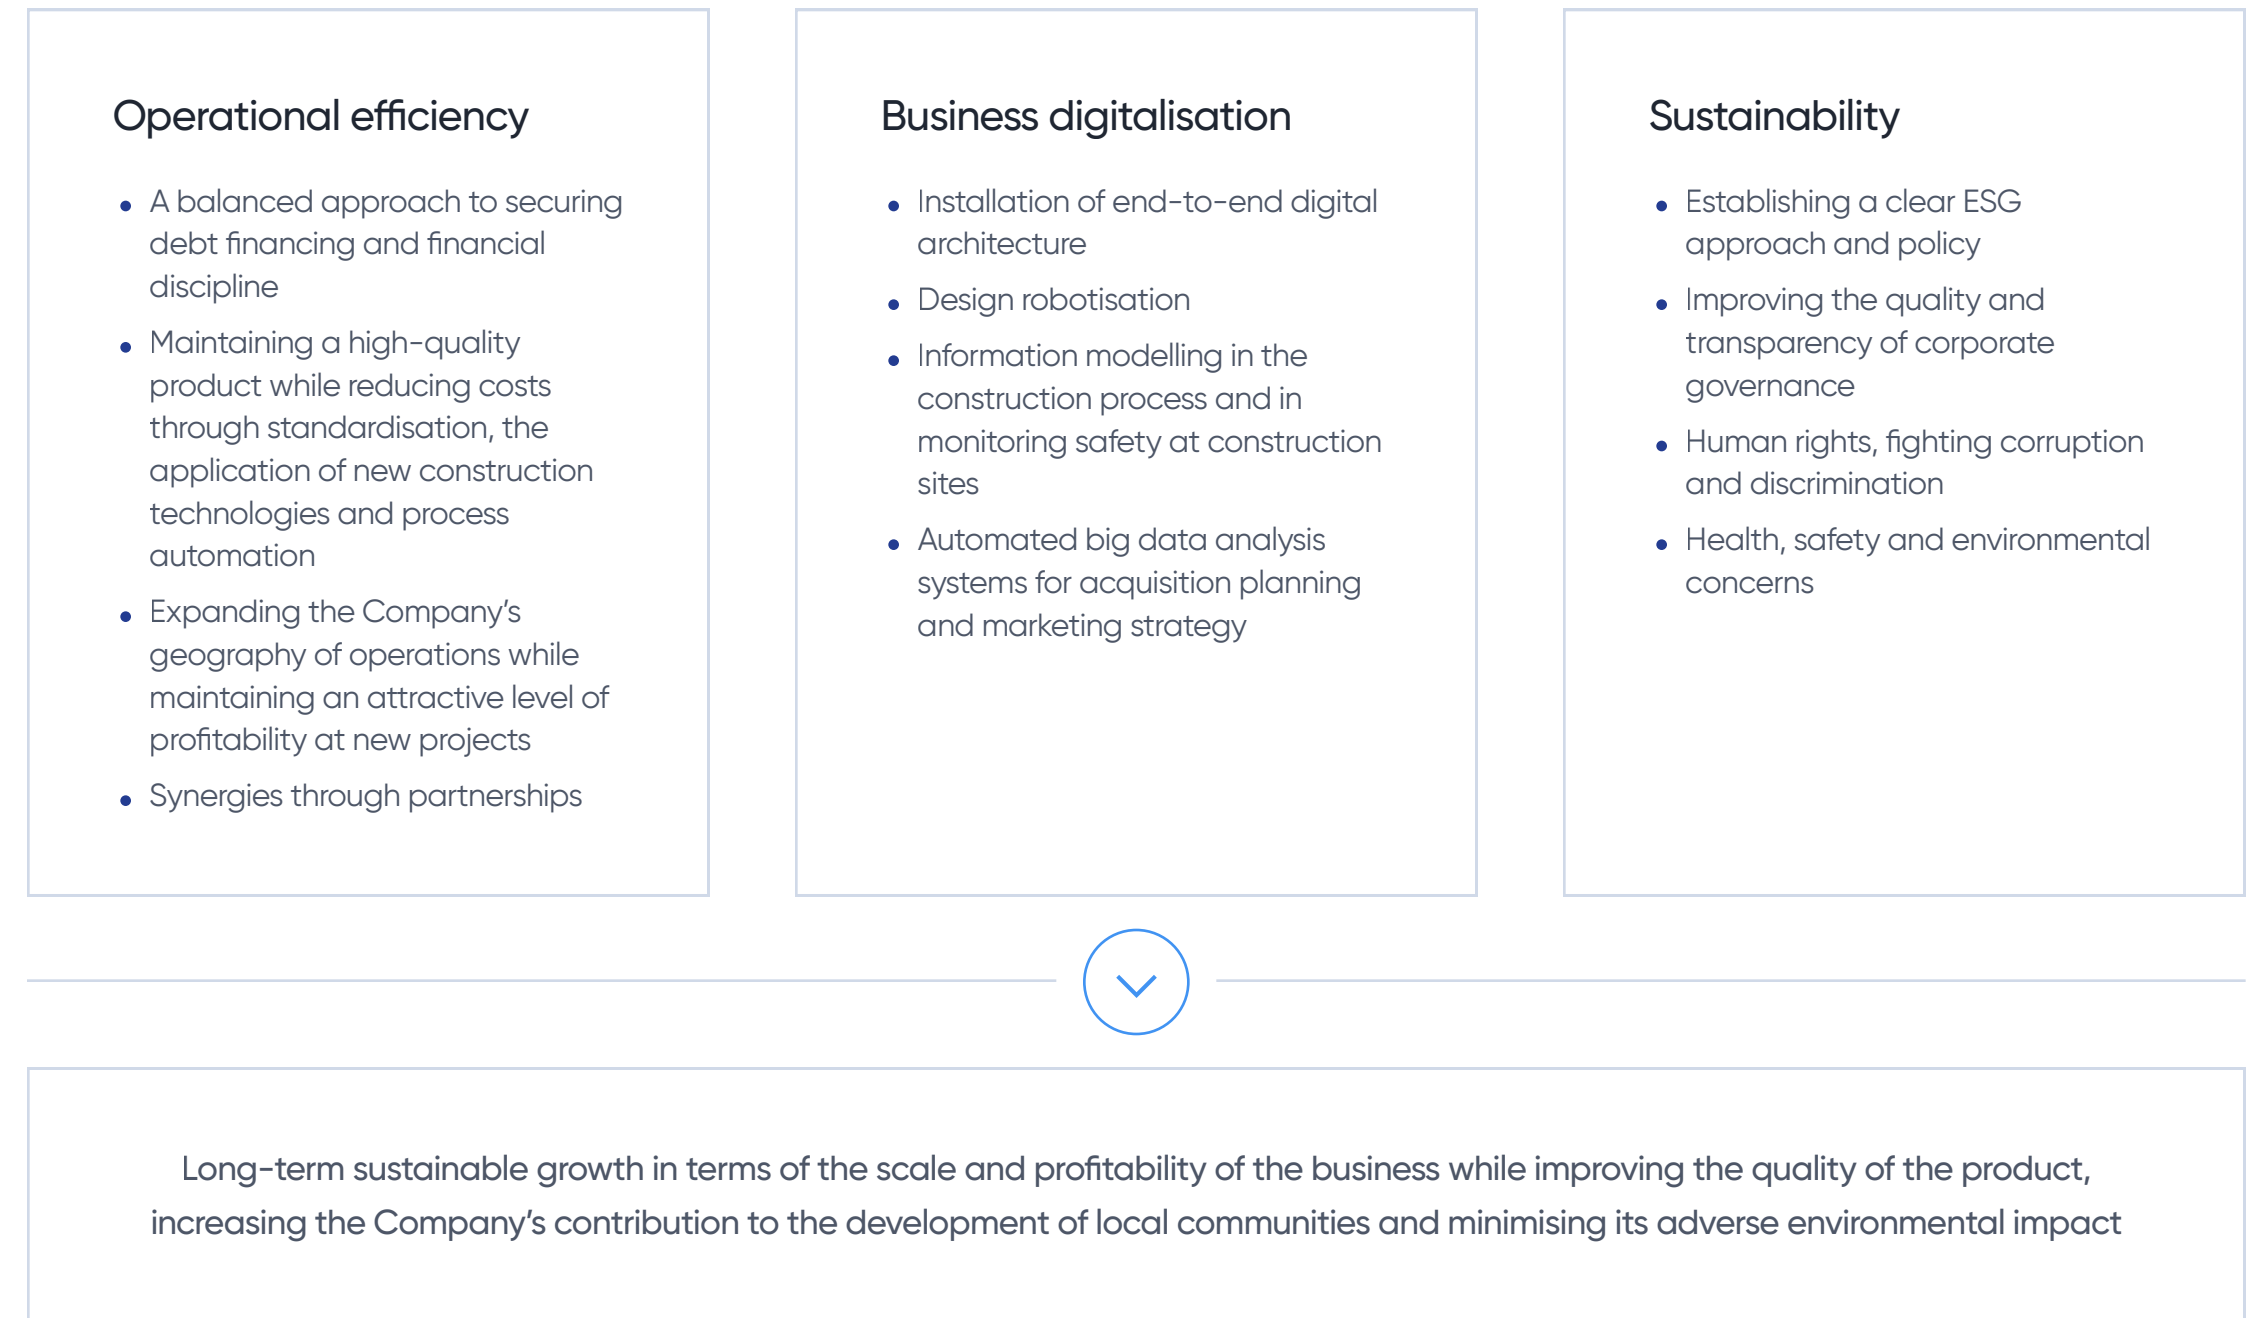 Operational efficiency
A balanced approach to securing
debt financing and financial
discipline
Maintaining a high-quality
product while reducing costs
through standardisation, the
application of new construction
technologies and process
automation
Expanding the Company’s
geography of operations while
maintaining an attractive level of
profitability at new projects
Synergies through partnerships
Business digitalisation
Installation of end-to-end digital
architecture
Design robotisation
Information modelling in the
construction process and in
monitoring safety at construction
sites
Automated big data analysis
systems for acquisition planning
and marketing strategy
Sustainability
Establishing a clear ESG
approach and policy
Improving the quality and
transparency of corporate
governance
Human rights, fighting corruption
and discrimination
Health, safety and environmental
concerns
Long-term sustainable growth in terms of the scale and profitability of the business while improving the quality of the product,
increasing the Company’s contribution to the development of local communities and minimising its adverse environmental impact